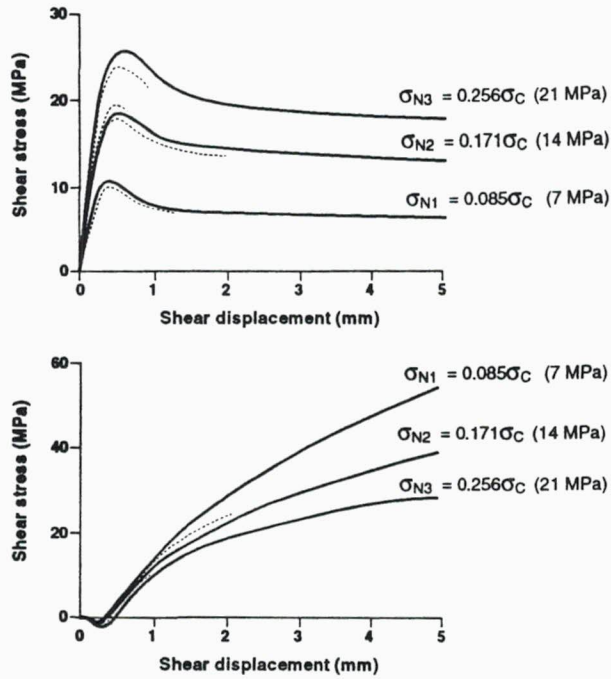 30
20
10
0
Shear stress (MPa)
σN3 = 0.256σC (21 MPa)
σN2 = 0.171σC (14 MPa)
σN1 = 0.085σC (7 MPa)
0 1 2 3 4 5
Shear displacement (mm)
60
40
20
0
Shear stress (MPa)
σN1 = 0.085σC (7 MPa)
σN2 = 0.171σC (14 MPa)
σN3 = 0.256σC (21 MPa)
0 1 2 3 4 5
Shear displacement (mm)